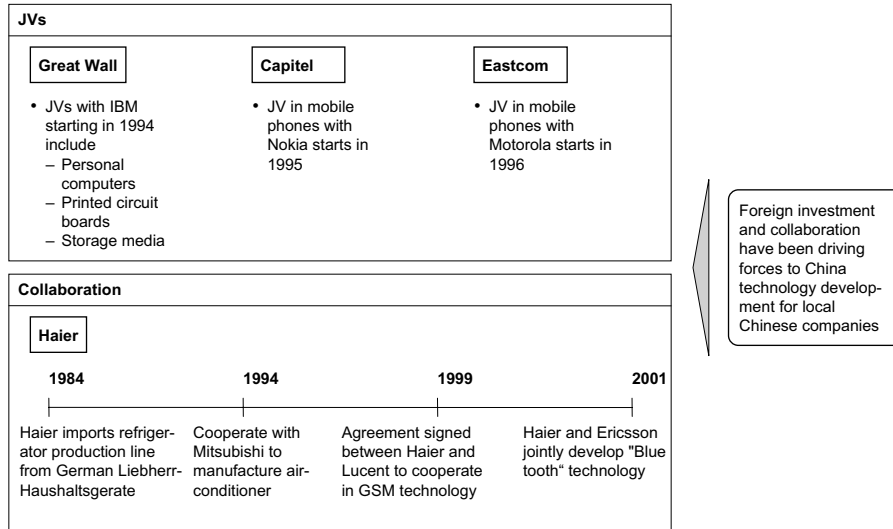 JVs
Great Wall
• JVs with IBM
starting in 1994
include
– Personal
computers
– Printed circuit
boards
– Storage media
Capitel
• JV in mobile
phones with
Nokia starts in
1995
Eastcom
• JV in mobile
phones with
Motorola starts in
1996
Foreign investment
and collaboration
have been driving
forces to China
technology develop-
ment for local
Chinese companies
Collaboration
Haier
1984
Haier imports refriger-
ator production line
from German Liebherr-
Haushaltsgerate
1994
Cooperate with
Mitsubishi to
manufacture air-
conditioner
1999
Agreement signed
between Haier and
Lucent to cooperate
in GSM technology
2001
Haier and Ericsson
jointly develop "Blue
tooth“ technology